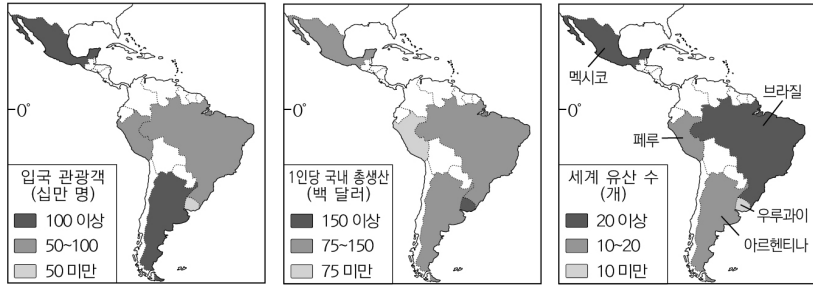 0°
입국 관광객
(십만 명)
100 이상
50~100
50 미만
0°
1인당 국내 총생산
(백 달러)
150 이상
75~150
75 미만
멕시코
브라질
0°
페루
세계 유산 수
(개)
20 이상
10~20
10 미만
우루과이
아르헨티나